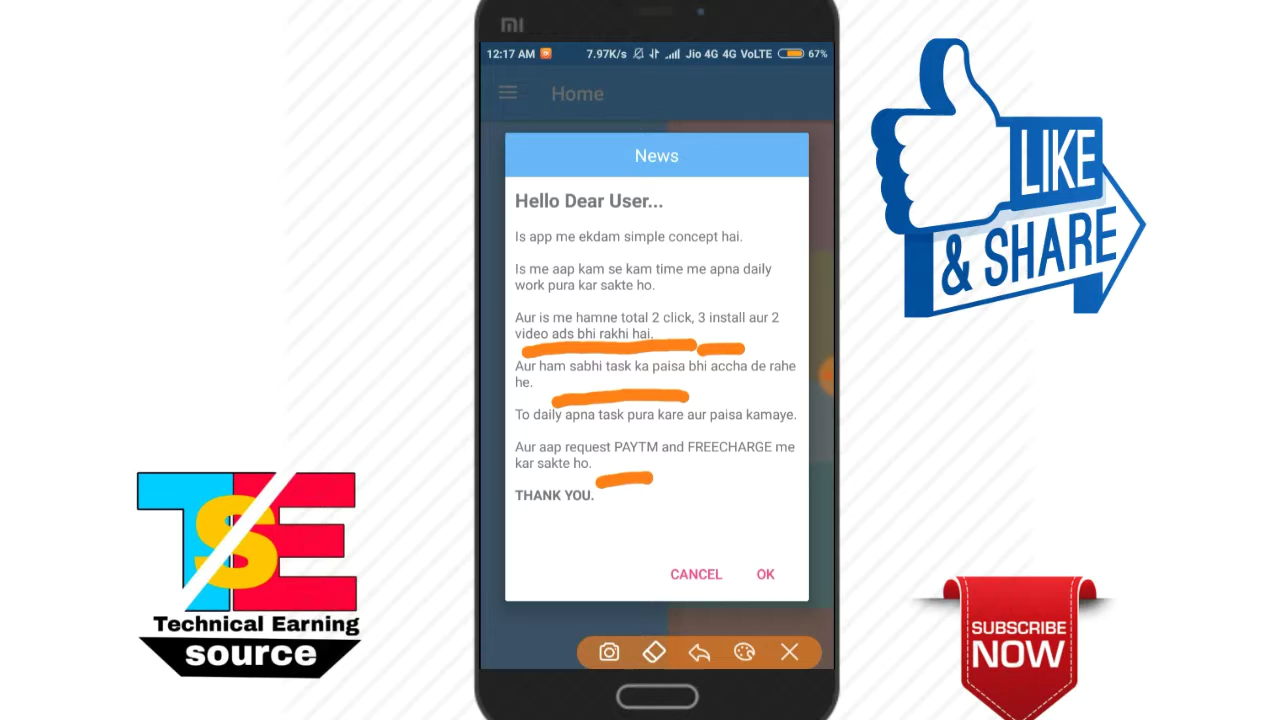 mi
12:17 AM 7.97K/s Jio 4G 4G VoLTE 67%
Home
News
Hello Dear User...
Is app me ekdam simple concept hai.
Is me aap kam se kam time me apna daily
work pura kar sakte ho.
Aur is me hamne total 2 click, 3 install aur 2
video ads bhi rakhi hai.
Aur ham sabhi task ka paisa bhi accha de rahe
he.
To daily apna task pura kare aur paisa kamaye.
Aur aap request PAYTM and FREECHARGE me
kar sakte ho.
THANK YOU.
CANCEL OK
LIKE
& SHARE
TSE
Technical Earning
source
SUBSCRIBE
NOW